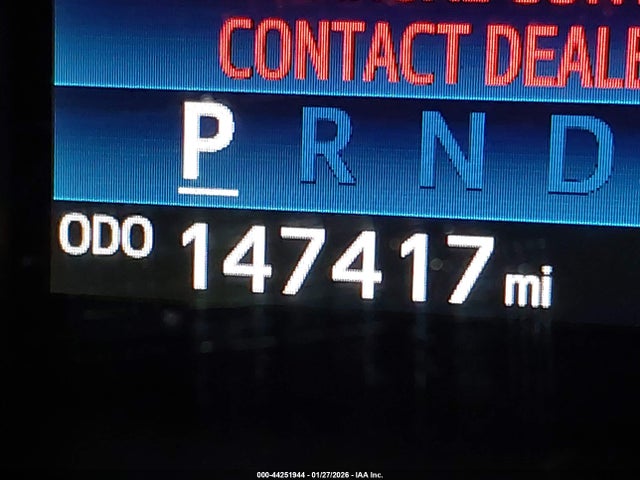 CONTACT DEALE
P R N D
ODO 147417 mi
000-44251944 - 01/27/2026 - IAA Inc.